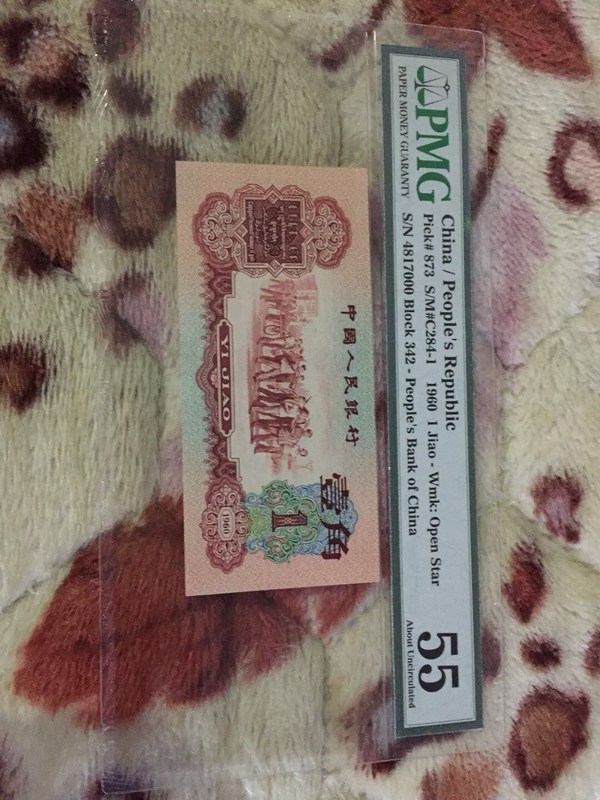 PMG
PAPER MONEY GUARANTY
China / People's Republic
Pick# 873 S/M#C284-1 1960 1 Jiao - Wmk: Open Star
S/N 4817000 Block 342 - People's Bank of China
55
About Uncirculated
中國人民銀行
壹角
1
YI JIAO
1960